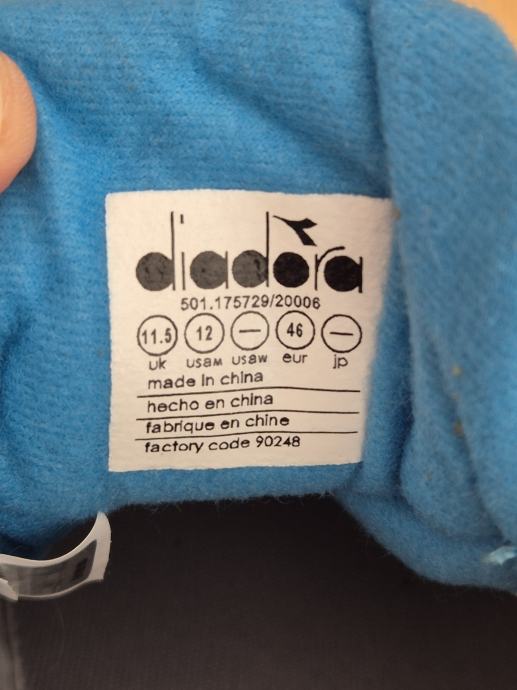 diadora
501.175729/20006
11.5 12 — 46 —
uk usam usaw eur jp
made in china
hecho en china
fabrique en chine
factory code 90248